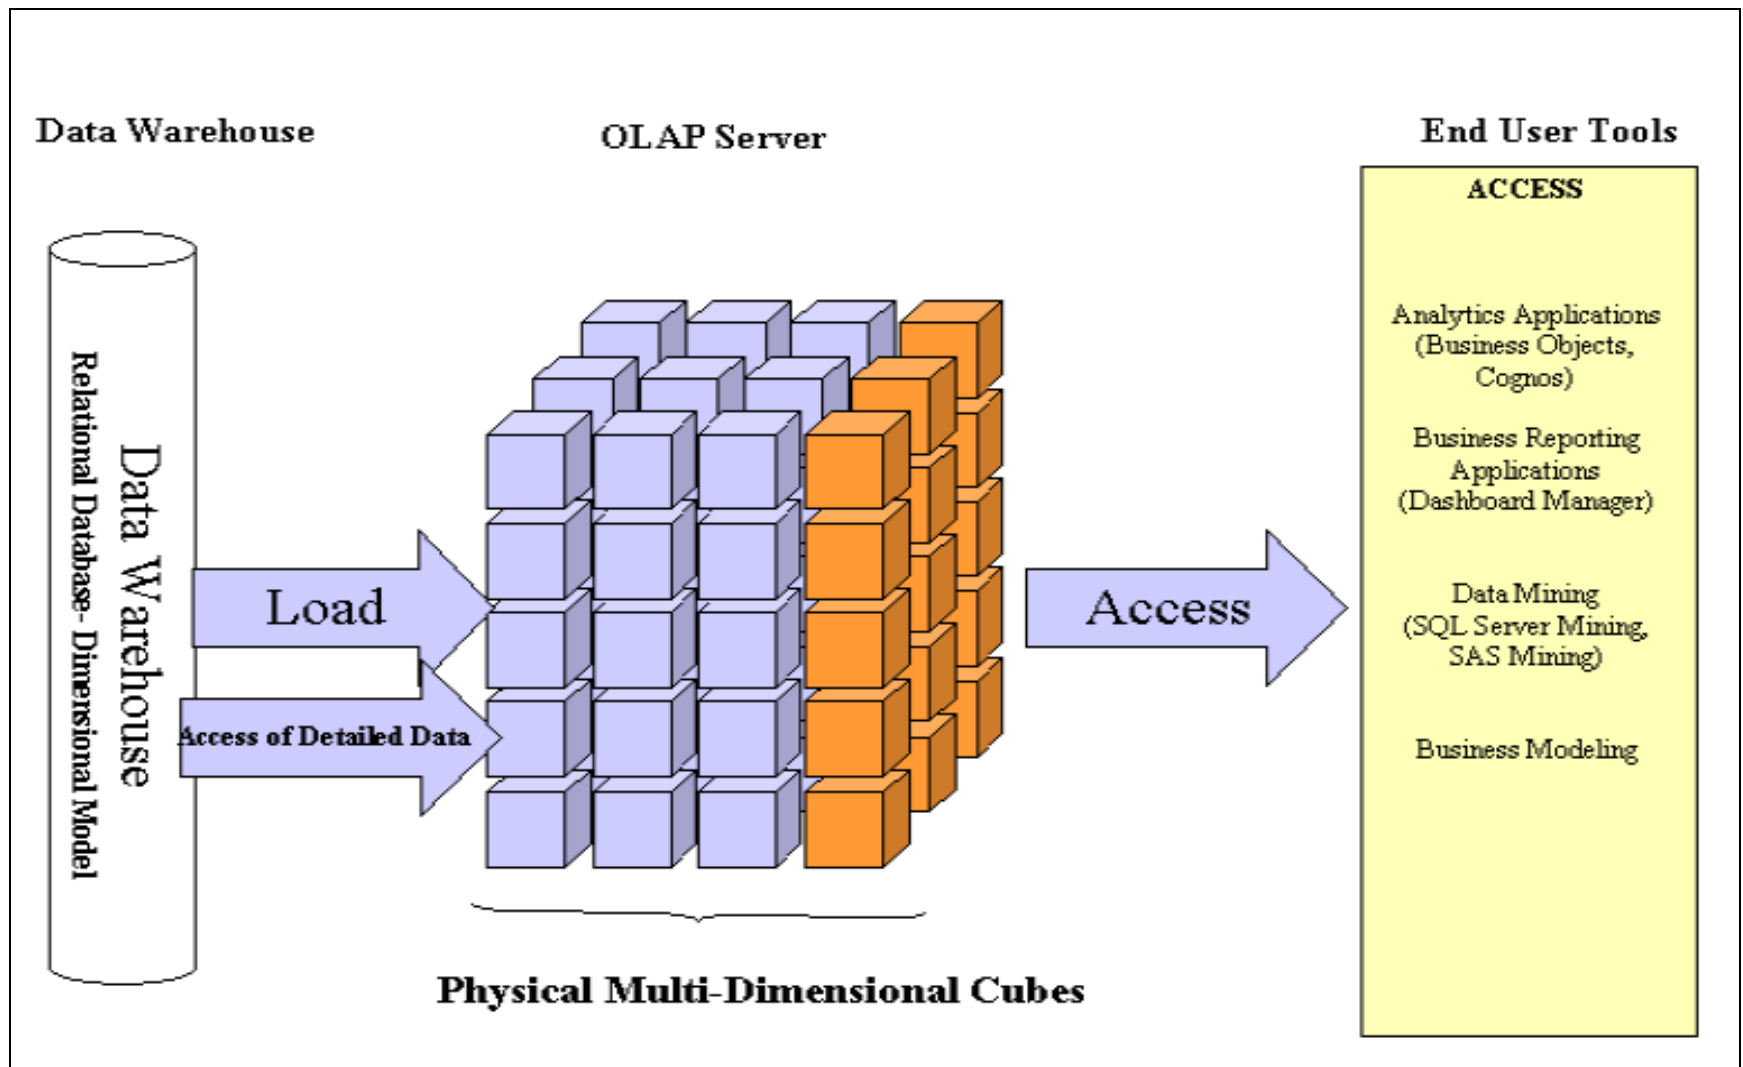 Data Warehouse
OLAP Server
End User Tools
ACCESS
Relational Database- Dimensional Model
Data Warehouse
Load
Access of Detailed Data
Access
Analytics Applications
(Business Objects,
Cognos)
Business Reporting
Applications
(Dashboard Manager)
Data Mining
(SQL Server Mining,
SAS Mining)
Business Modeling
Physical Multi-Dimensional Cubes